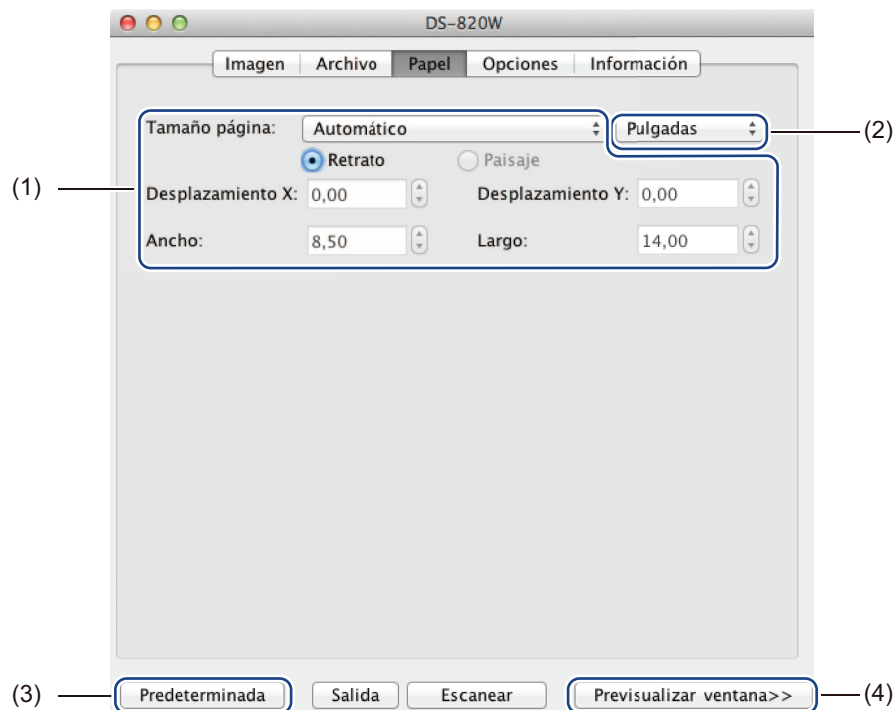 DS-820W
Imagen Archivo Papel Opciones Información
Tamaño página: Automático Pulgadas (2)
Retrato Paisaje
(1) Desplazamiento X: 0,00 Desplazamiento Y: 0,00
Ancho: 8,50 Largo: 14,00
(3) Predeterminada Salida Escanear Previsualizar ventana>> (4)